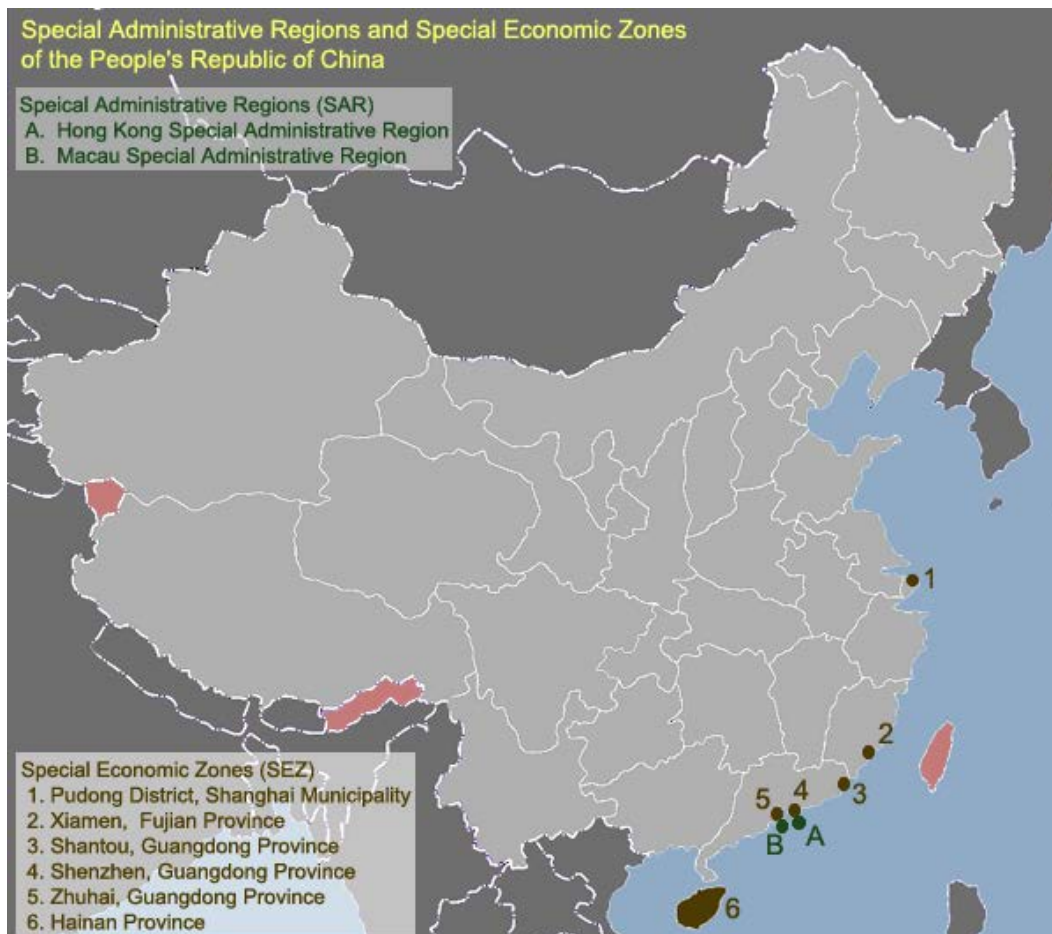 Special Administrative Regions and Special Economic Zones
of the People's Republic of China
Speical Administrative Regions (SAR)
A. Hong Kong Special Administrative Region
B. Macau Special Administrative Region
1
2
3
4
5
A
B
6
Special Economic Zones (SEZ)
1. Pudong District, Shanghai Municipality
2. Xiamen, Fujian Province
3. Shantou, Guangdong Province
4. Shenzhen, Guangdong Province
5. Zhuhai, Guangdong Province
6. Hainan Province